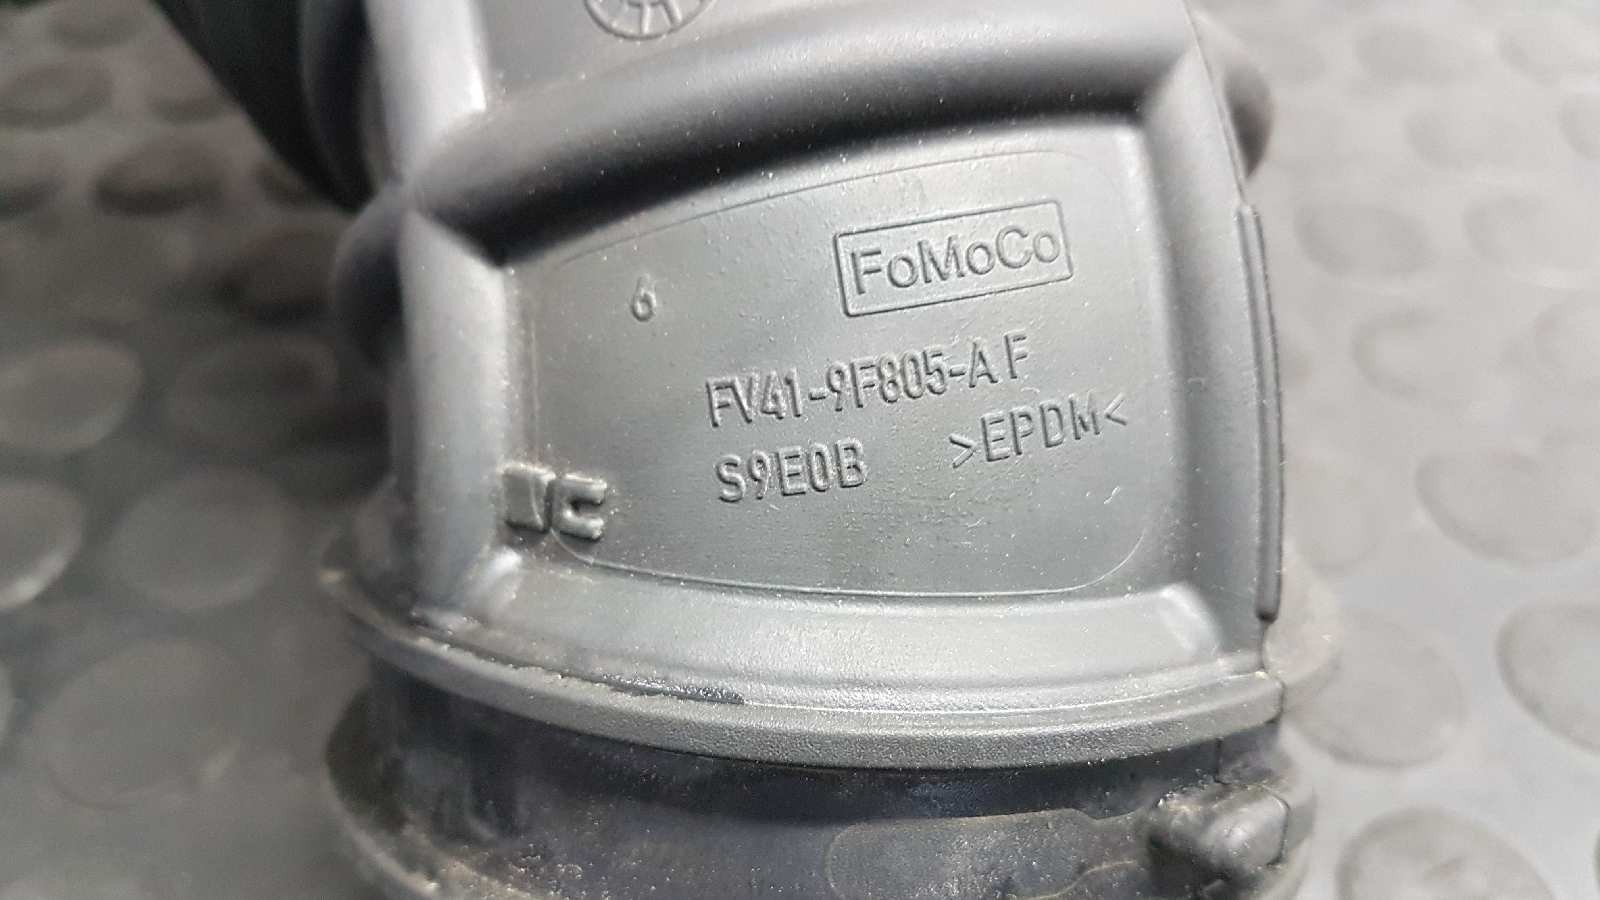 FoMoCo
6
FV41-9F805-AF
S9E0B >EPDM<